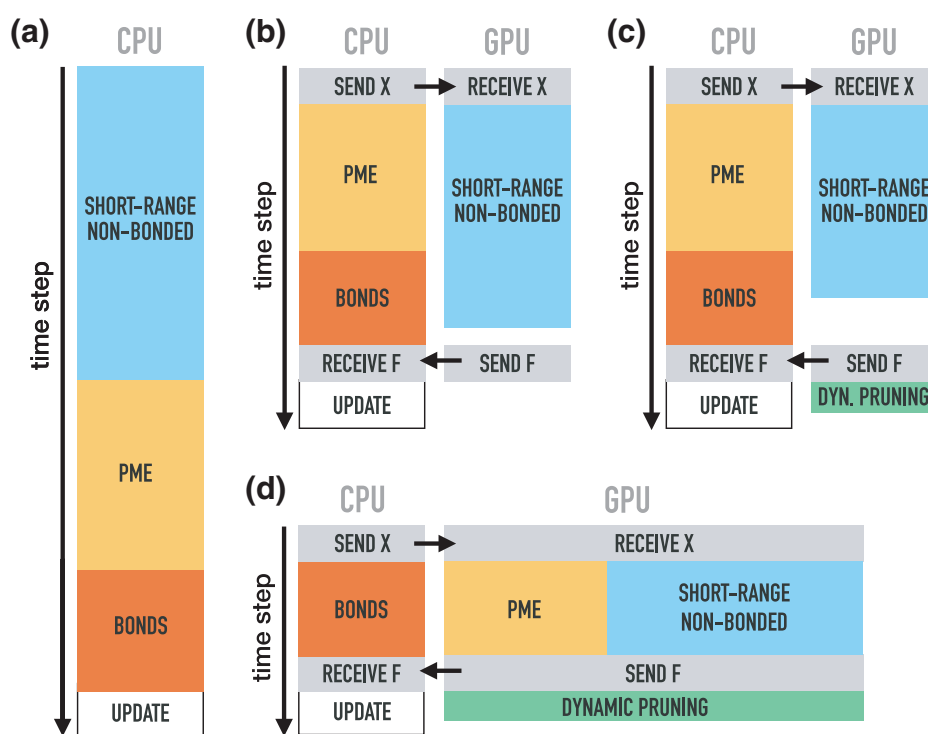 (a)
CPU
time step
SHORT-RANGE
NON-BONDED
PME
BONDS
UPDATE
(b)
CPU
GPU
time step
SEND X
RECEIVE X
PME
SHORT-RANGE
NON-BONDED
BONDS
RECEIVE F
SEND F
UPDATE
(c)
CPU
GPU
time step
SEND X
RECEIVE X
PME
SHORT-RANGE
NON-BONDED
BONDS
RECEIVE F
SEND F
UPDATE
DYN. PRUNING
(d)
CPU
GPU
time step
SEND X
RECEIVE X
BONDS
PME
SHORT-RANGE
NON-BONDED
RECEIVE F
SEND F
UPDATE
DYNAMIC PRUNING